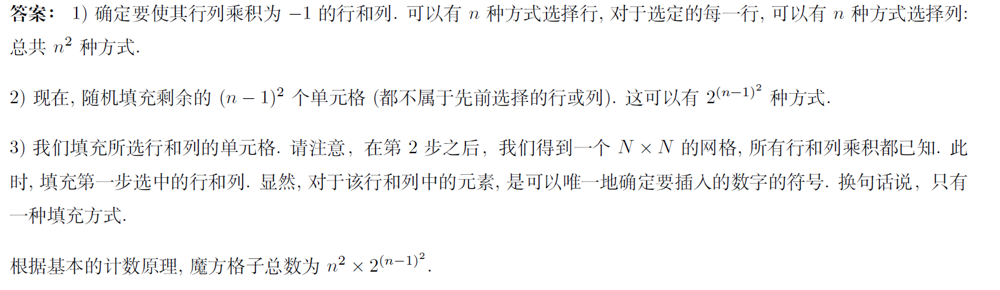 答案： 1) 确定要使其行列乘积为 −1 的行和列. 可以有 n 种方式选择行, 对于选定的每一行, 可以有 n 种方式选择列:
总共 n² 种方式.
2) 现在, 随机填充剩余的 (n − 1)² 个单元格 (都不属于先前选择的行或列). 这可以有 2^{(n−1)²} 种方式.
3) 我们填充所选行和列的单元格. 请注意，在第 2 步之后，我们得到一个 N × N 的网格, 所有行和列乘积都已知. 此
时, 填充第一步选中的行和列. 显然, 对于该行和列中的元素, 是可以唯一地确定要插入的数字的符号. 换句话说，只有
一种填充方式.
根据基本的计数原理, 魔方格子总数为 n² × 2^{(n−1)²}.